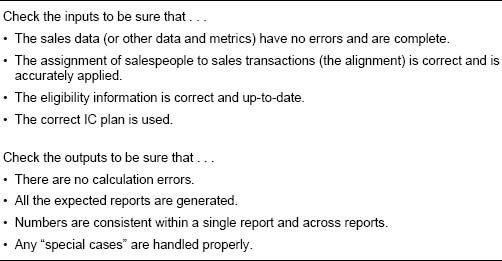 Check the inputs to be sure that . . .
• The sales data (or other data and metrics) have no errors and are complete.
• The assignment of salespeople to sales transactions (the alignment) is correct and is
accurately applied.
• The eligibility information is correct and up-to-date.
• The correct IC plan is used.
Check the outputs to be sure that . . .
• There are no calculation errors.
• All the expected reports are generated.
• Numbers are consistent within a single report and across reports.
• Any “special cases” are handled properly.